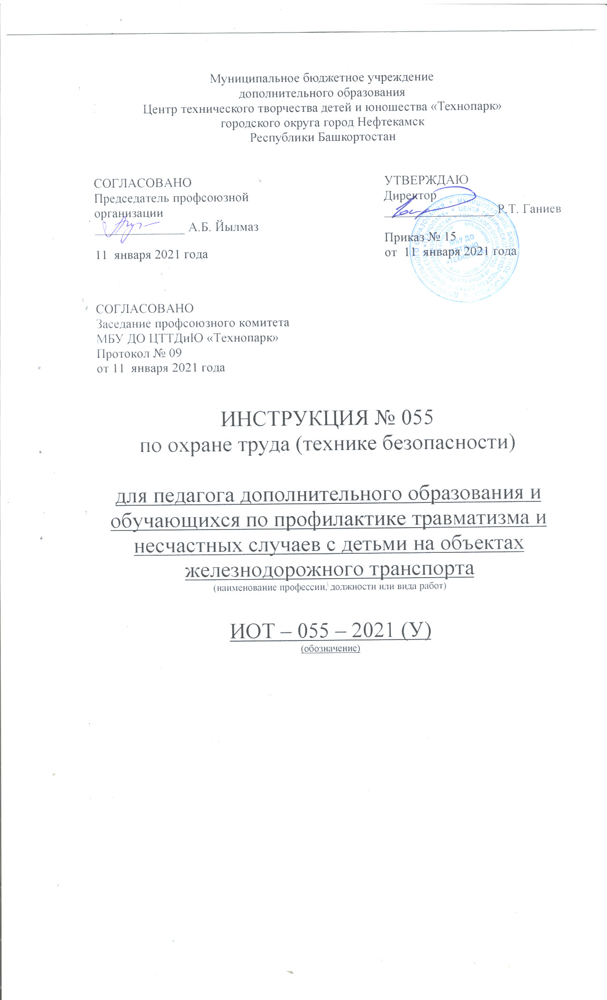 Муниципальное бюджетное учреждение
дополнительного образования
Центр технического творчества детей и юношества «Технопарк»
городского округа город Нефтекамск
Республики Башкортостан
СОГЛАСОВАНО
Председатель профсоюзной
организации
А.Б. Йылмаз
11 января 2021 года
УТВЕРЖДАЮ
Директор
Р.Т. Ганиев
Приказ № 15
от 11 января 2021 года
МБУ ДО
ЦТТДиЮ
«ТЕХНОПАРК»
СОГЛАСОВАНО
Заседание профсоюзного комитета
МБУ ДО ЦТТДиЮ «Технопарк»
Протокол № 09
от 11 января 2021 года
ИНСТРУКЦИЯ № 055
по охране труда (технике безопасности)
для педагога дополнительного образования и
обучающихся по профилактике травматизма и
несчастных случаев с детьми на объектах
железнодорожного транспорта
(наименование профессии, должности или вида работ)
ИОТ – 055 – 2021 (У)
(обозначение)